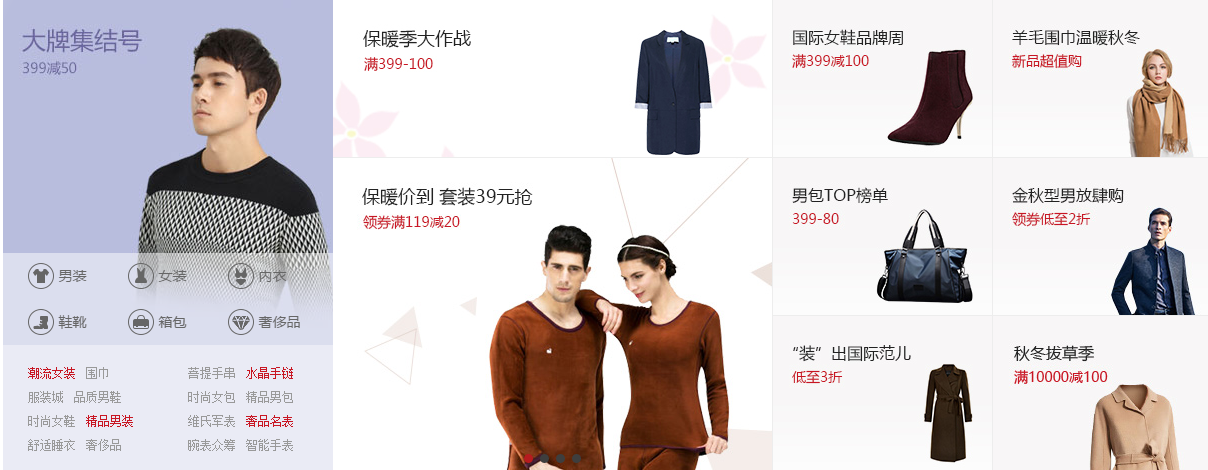 大牌集结号
399减50
男装
女装
内衣
鞋靴
箱包
奢侈品
潮流女装 围巾 菩提手串 水晶手链
服装城 品质男鞋 时尚女包 精品男包
时尚女鞋 精品男装 维氏军表 奢品名表
舒适睡衣 奢侈品 腕表众筹 智能手表
保暖季大作战
满399-100
保暖价到 套装39元抢
领券满119减20
国际女鞋品牌周
满399减100
羊毛围巾温暖秋冬
新品超值购
男包TOP榜单
399-80
金秋型男放肆购
领券低至2折
“装”出国际范儿
低至3折
秋冬拔草季
满10000减100